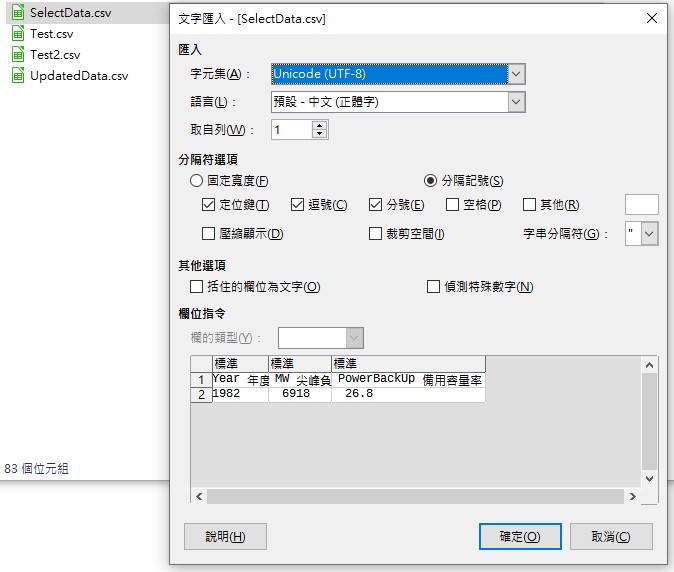 SelectData.csv
Test.csv
Test2.csv
UpdatedData.csv
83 個位元組
文字匯入 - [SelectData.csv]
匯入
字元集(A)： Unicode (UTF-8)
語言(L)： 預設 - 中文 (正體字)
取自列(W)： 1
分隔符選項
固定寬度(F) 分隔記號(S)
定位鍵(T) 逗號(C) 分號(E) 空格(P) 其他(R)
壓縮顯示(D) 裁剪空間(I) 字串分隔符(G)： "
其他選項
括住的欄位為文字(O) 偵測特殊數字(N)
欄位指令
欄的類型(Y)：
標準 標準 標準
1 Year 年度 MW 尖峰負 PowerBackUp 備用容量率
2 1982 6918 26.8
說明(H) 確定(O) 取消(C)